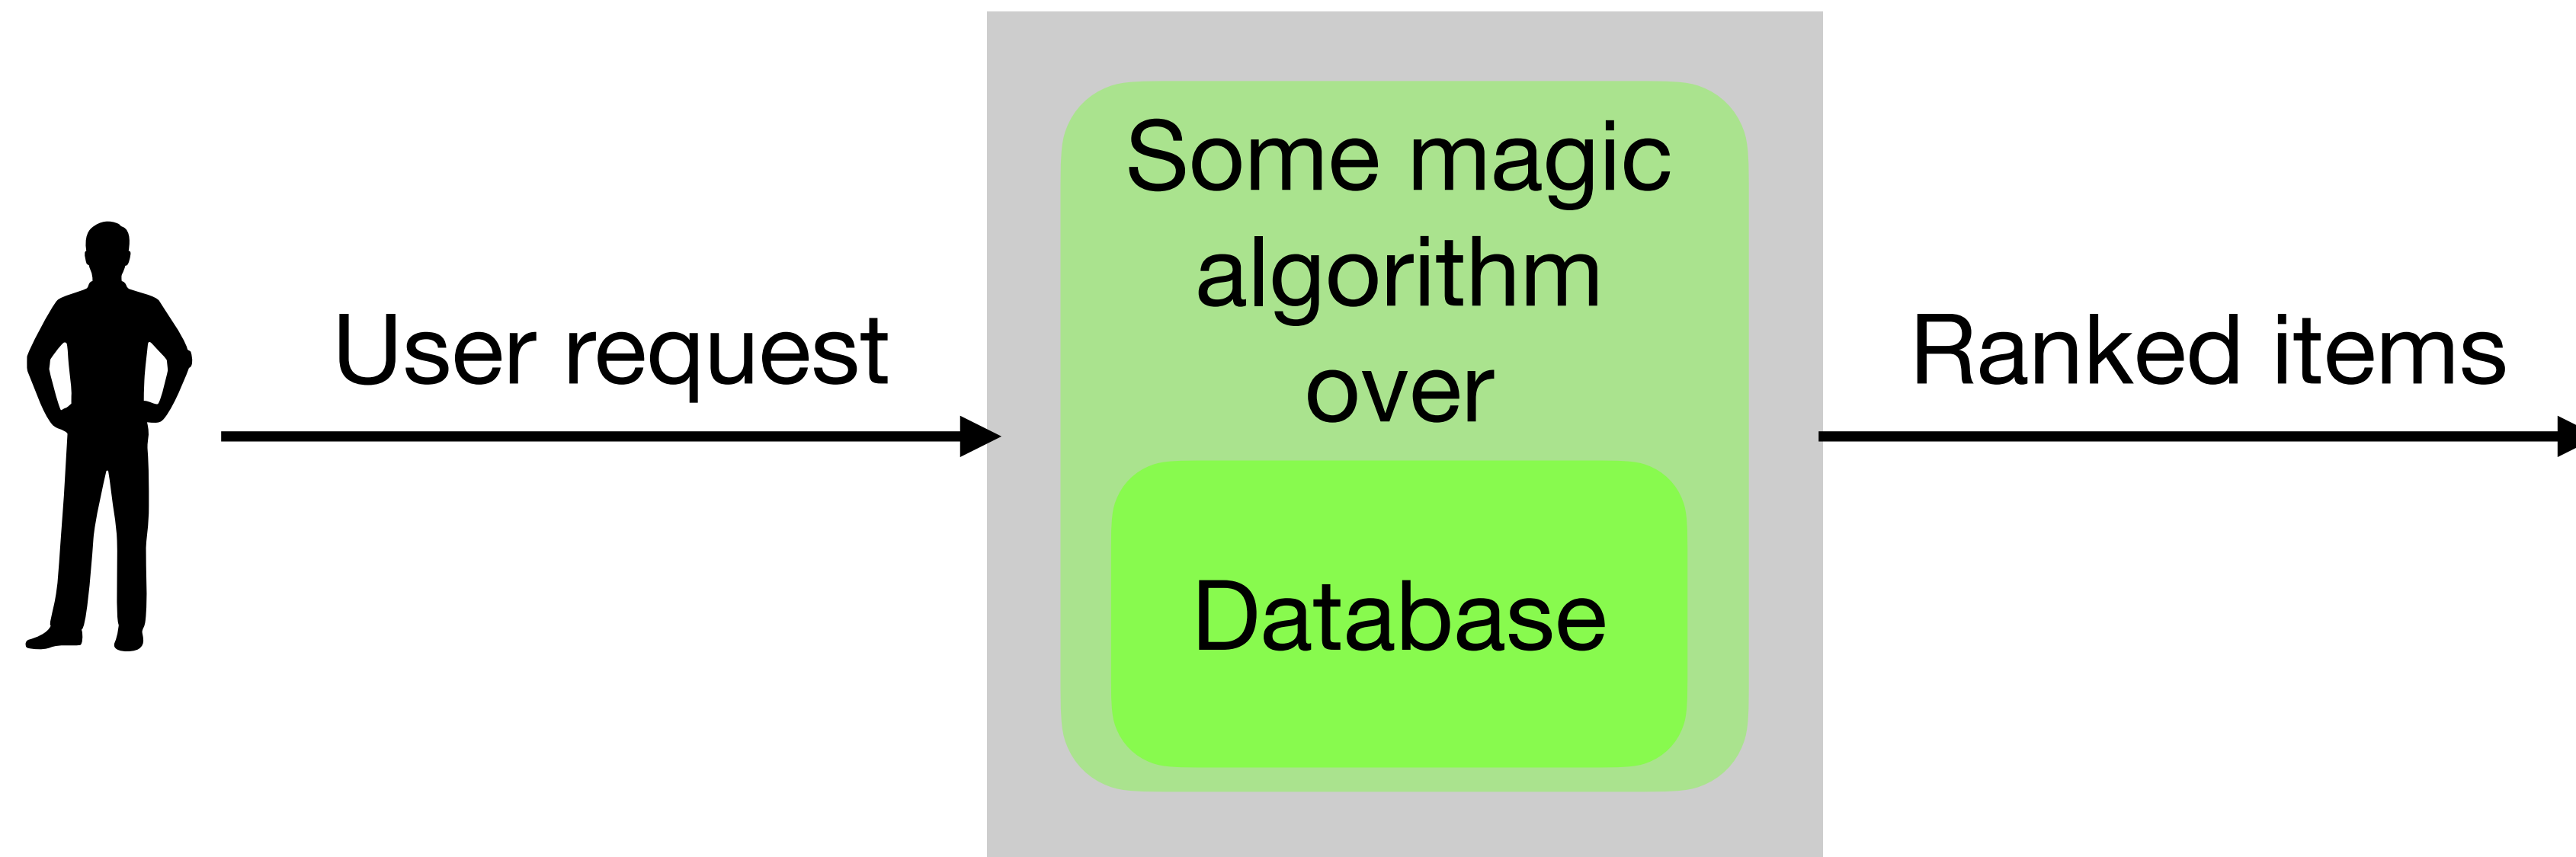 User request
Some magic
algorithm
over
Database
Ranked items